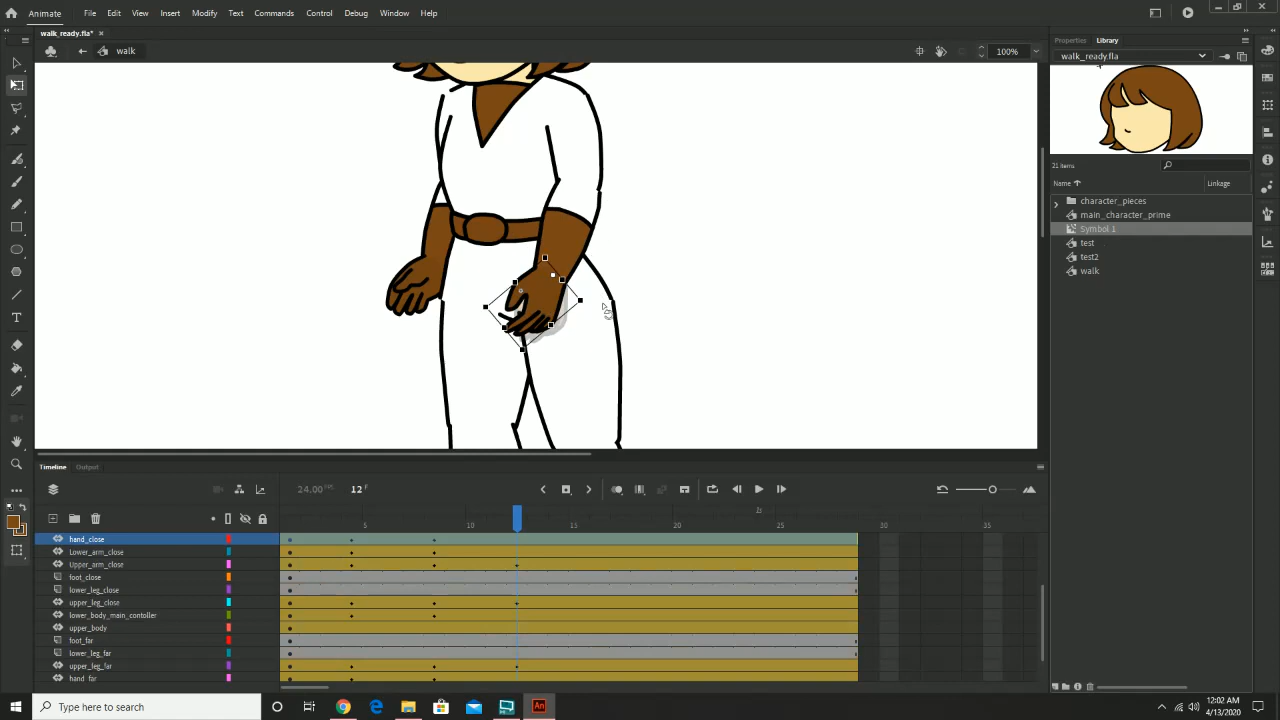 Animate File Edit View Insert Modify Text Commands Control Debug Window Help
walk_ready.fla*
walk
100%
Properties Library
walk_ready.fla
21 items
Name Linkage
character_pieces
main_character_prime
Symbol 1
test
test2
walk
Timeline Output
24.00 FPS 12 F
5 10 15 20 25 30 35
hand_close
Lower_arm_close
Upper_arm_close
foot_close
lower_leg_close
upper_leg_close
lower_body_main_contoller
upper_body
foot_far
lower_leg_far
upper_leg_far
hand_far
Type here to search
12:02 AM
4/13/2020